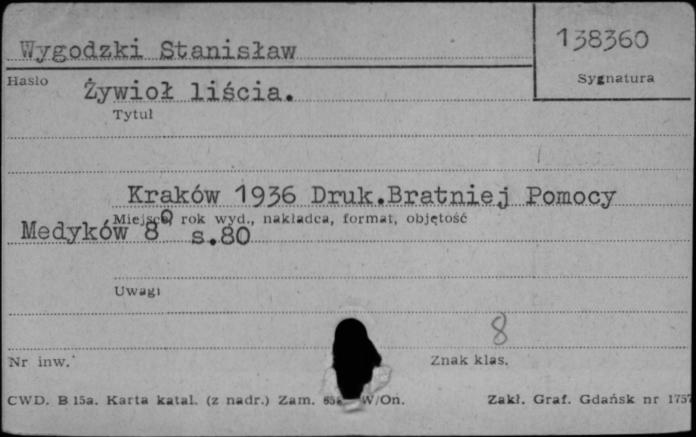 Wygodzki Stanisław
138360
Hasło
Sygnatura
Żywioł liścia.
Tytuł
Kraków 1936 Druk.Bratniej Pomocy
Miejsce, rok wyd., nakładca, format, objętość
Medyków 8° s.80
Uwagi
8
Nr inw.
Znak klas.
CWD. B 15a. Karta katal. (z nadr.) Zam. W/On.
Zakł. Graf. Gdańsk nr 1757